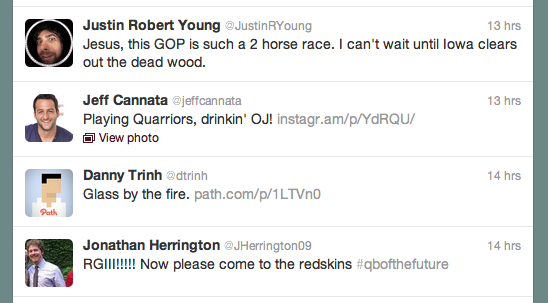 Justin Robert Young @JustinRYoung 13 hrs
Jesus, this GOP is such a 2 horse race. I can't wait until Iowa clears
out the dead wood.
Jeff Cannata @jeffcannata 13 hrs
Playing Quarriors, drinkin' OJ! instagr.am/p/YdRQU/
View photo
Danny Trinh @dtrinh 14 hrs
Glass by the fire. path.com/p/1LTVn0
Path
Jonathan Herrington @JHerrington09 14 hrs
RGIII!!!!! Now please come to the redskins #qbofthefuture